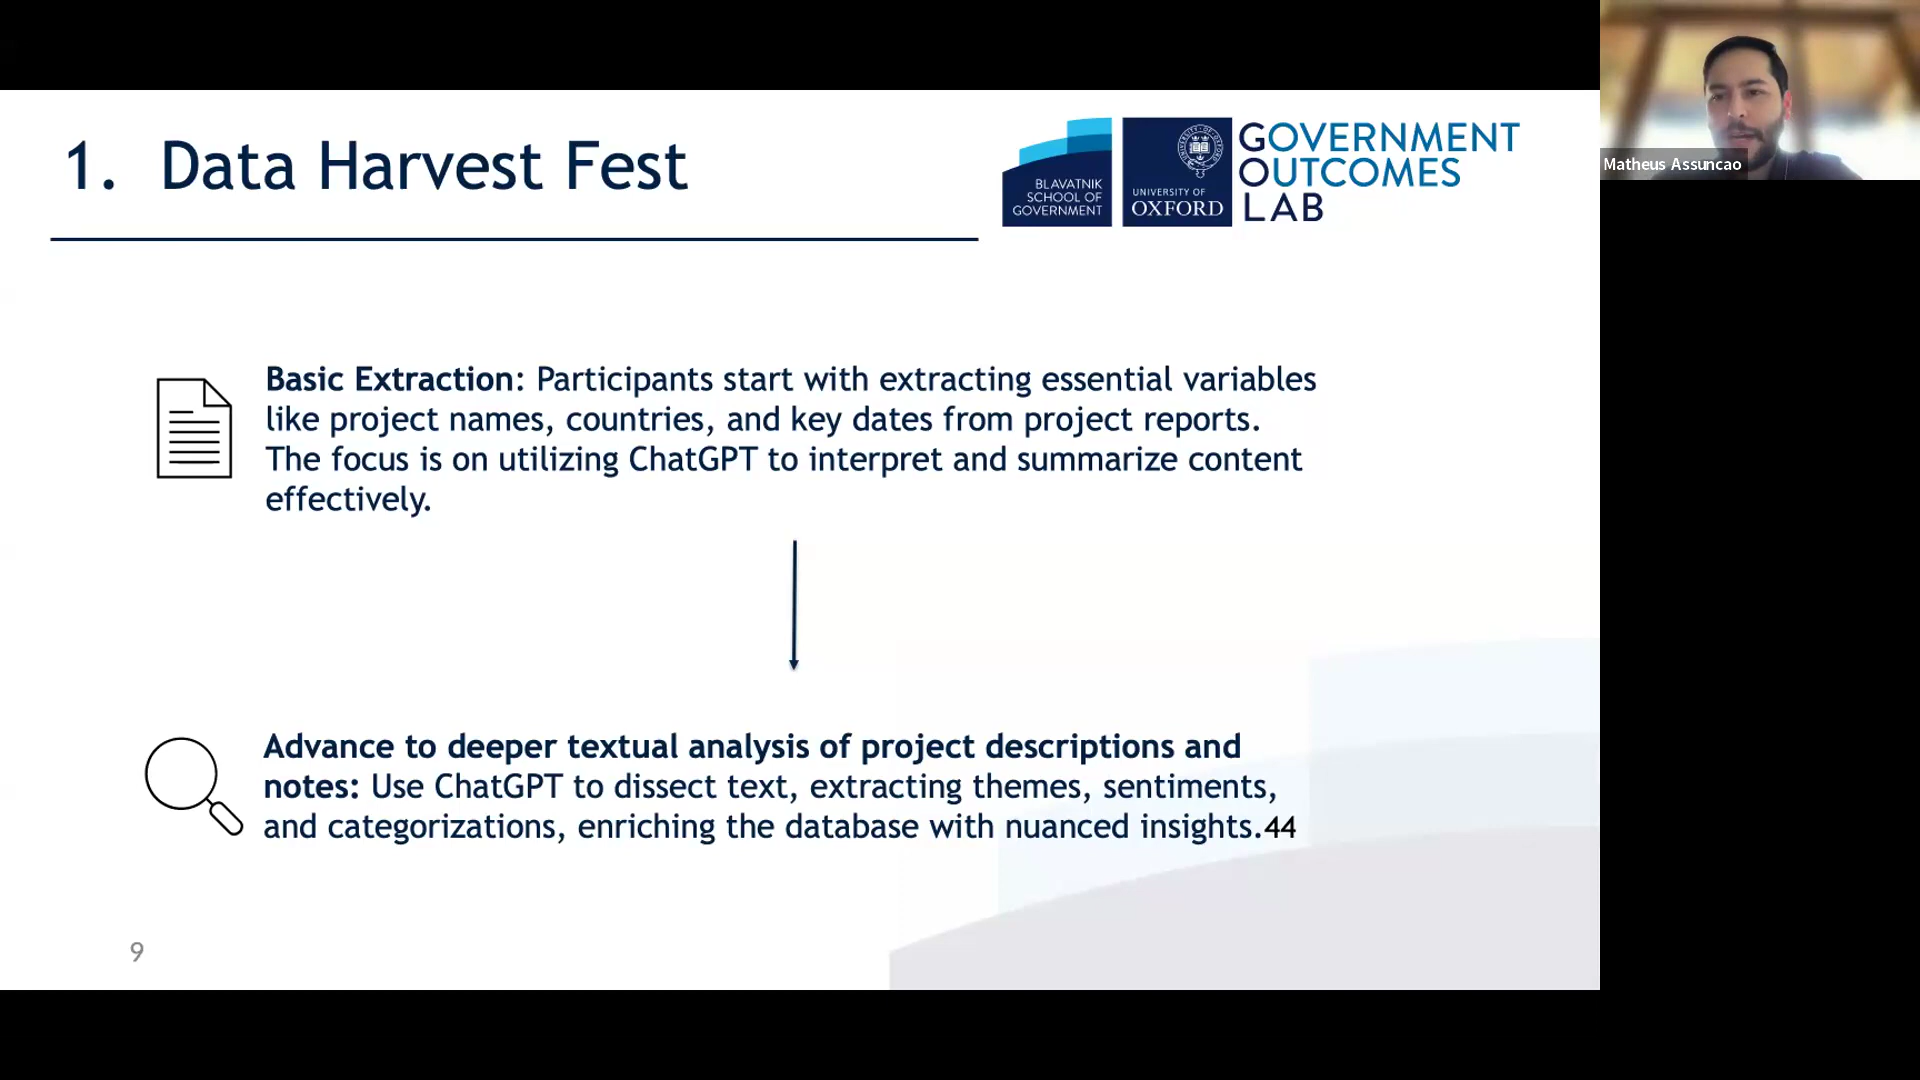 1. Data Harvest Fest
BLAVATNIK
SCHOOL OF
GOVERNMENT
UNIVERSITY OF
OXFORD
GOVERNMENT
OUTCOMES
LAB
Matheus Assuncao
Basic Extraction: Participants start with extracting essential variables
like project names, countries, and key dates from project reports.
The focus is on utilizing ChatGPT to interpret and summarize content
effectively.
Advance to deeper textual analysis of project descriptions and
notes: Use ChatGPT to dissect text, extracting themes, sentiments,
and categorizations, enriching the database with nuanced insights.44
9